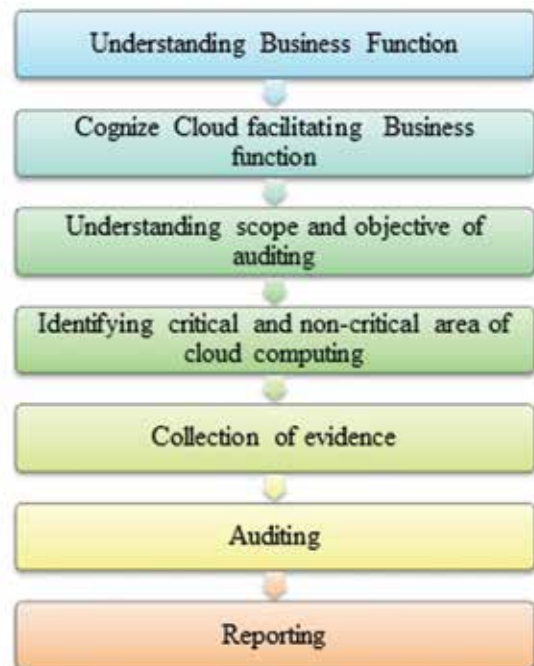 Understanding Business Function
Cognize Cloud facilitating Business
function
Understanding scope and objective of
auditing
Identifying critical and non-critical area of
cloud computing
Collection of evidence
Auditing
Reporting